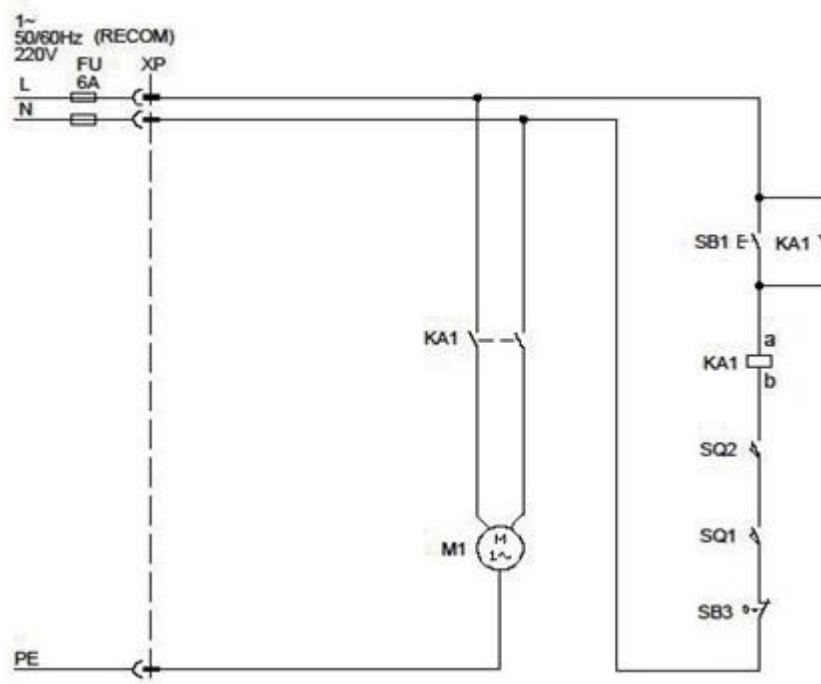 1~
50/60Hz (RECOM)
220V
FU XP
L 6A
N
SB1 KA1
KA1
a
KA1
b
SQ2
SQ1
M1
M
1~
SB3
PE